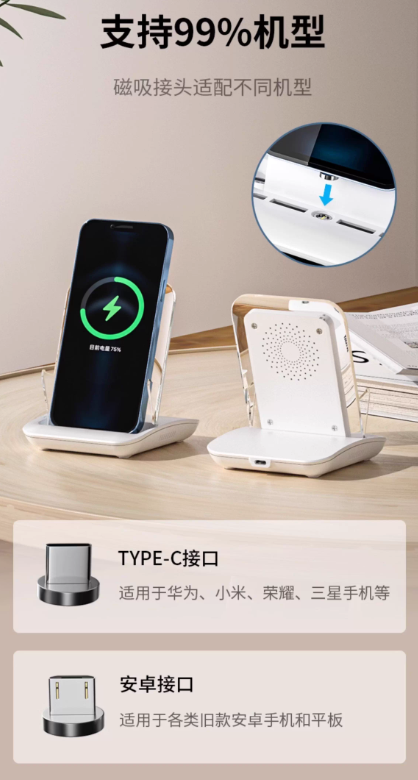 支持99%机型
磁吸接头适配不同机型
目前电量75%
TYPE-C接口
适用于华为、小米、荣耀、三星手机等
安卓接口
适用于各类旧款安卓手机和平板